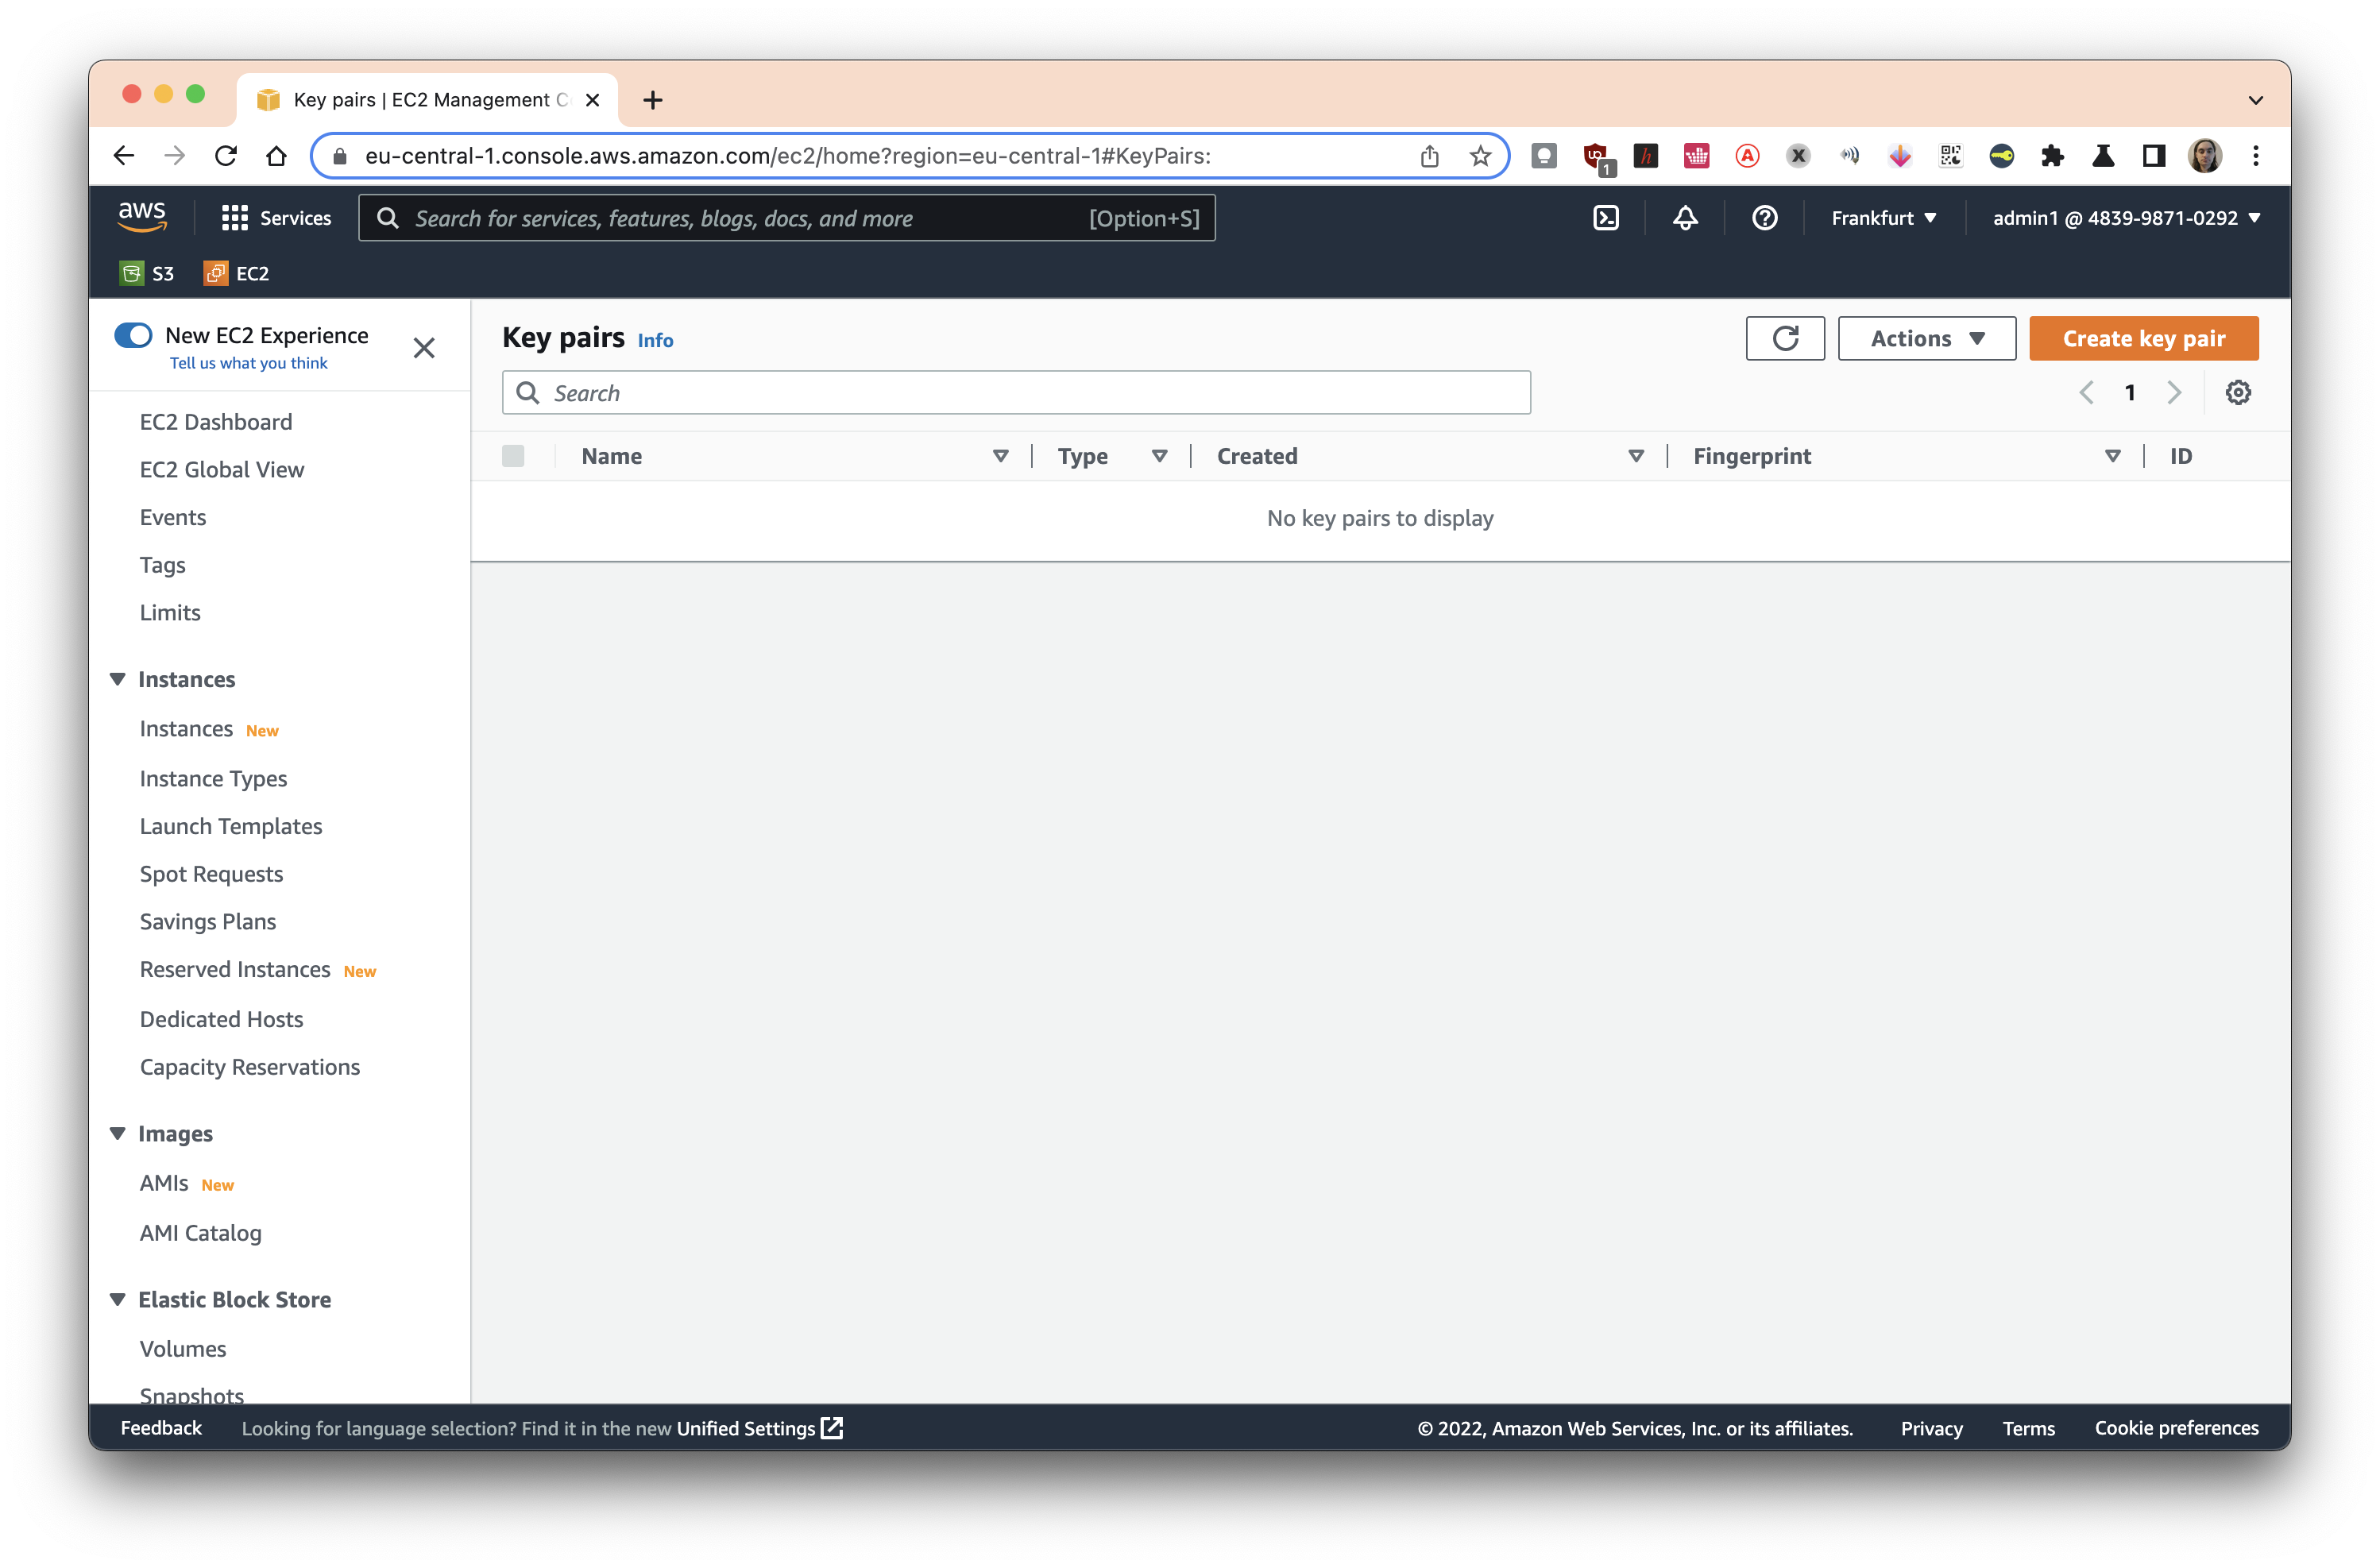 Key pairs | EC2 Management C
eu-central-1.console.aws.amazon.com/ec2/home?region=eu-central-1#KeyPairs:
1
aws
Services
Search for services, features, blogs, docs, and more
[Option+S]
Frankfurt
admin1 @ 4839-9871-0292
S3
EC2
New EC2 Experience
Tell us what you think
EC2 Dashboard
EC2 Global View
Events
Tags
Limits
Instances
Instances New
Instance Types
Launch Templates
Spot Requests
Savings Plans
Reserved Instances New
Dedicated Hosts
Capacity Reservations
Images
AMIs New
AMI Catalog
Elastic Block Store
Volumes
Snapshots
Key pairs Info
Actions
Create key pair
Search
1
Name
Type
Created
Fingerprint
ID
No key pairs to display
Feedback
Looking for language selection? Find it in the new Unified Settings
© 2022, Amazon Web Services, Inc. or its affiliates.
Privacy
Terms
Cookie preferences